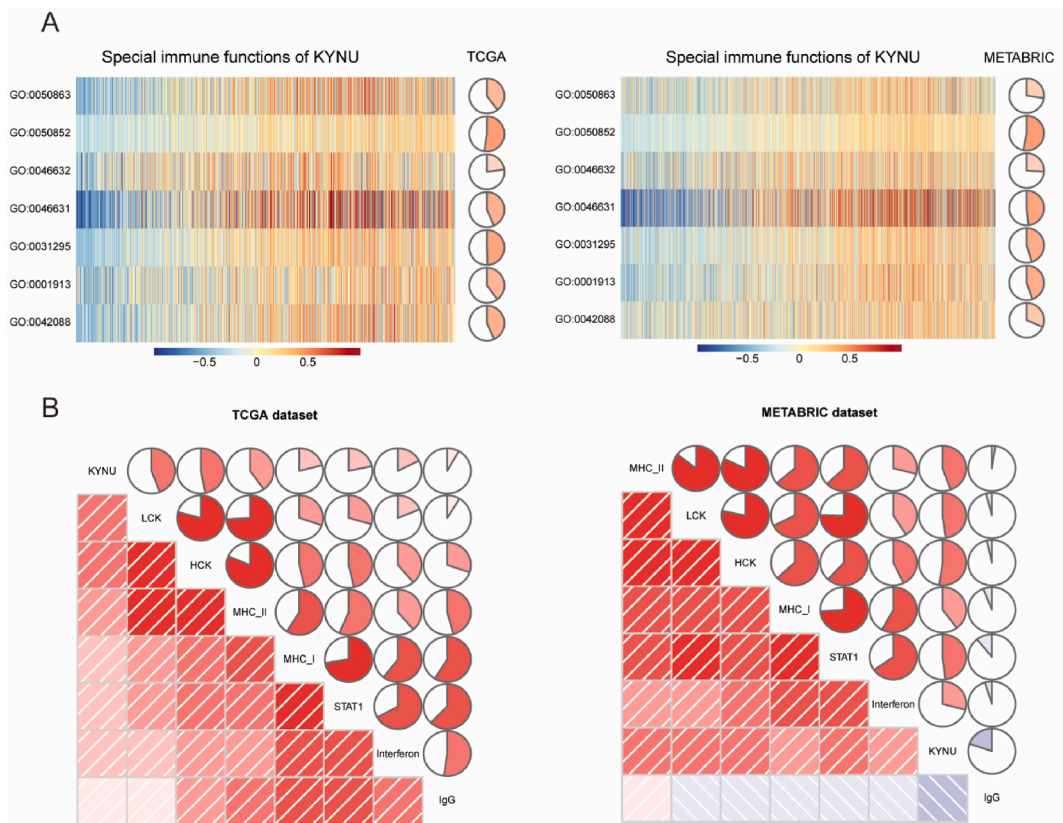 A
Special immune functions of KYNU
TCGA
GO:0050863
GO:0050852
GO:0046632
GO:0046631
GO:0031295
GO:0001913
GO:0042088
−0.5
0
0.5
Special immune functions of KYNU
METABRIC
GO:0050863
GO:0050852
GO:0046632
GO:0046631
GO:0031295
GO:0001913
GO:0042088
−0.5
0
0.5
B
TCGA dataset
KYNU
LCK
HCK
MHC_II
MHC_I
STAT1
Interferon
IgG
METABRIC dataset
MHC_II
LCK
HCK
MHC_I
STAT1
Interferon
KYNU
IgG